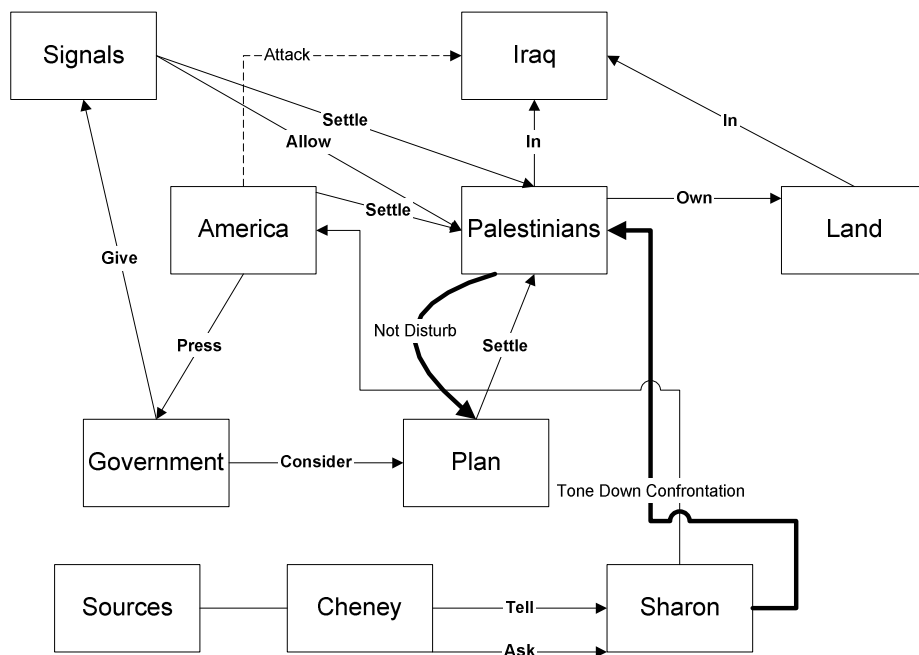 Signals
Attack
Iraq
Settle
Allow
In
In
America
Settle
Palestinians
Own
Land
Give
Not Disturb
Press
Settle
Government
Consider
Plan
Tone Down Confrontation
Sources
Cheney
Tell
Sharon
Ask